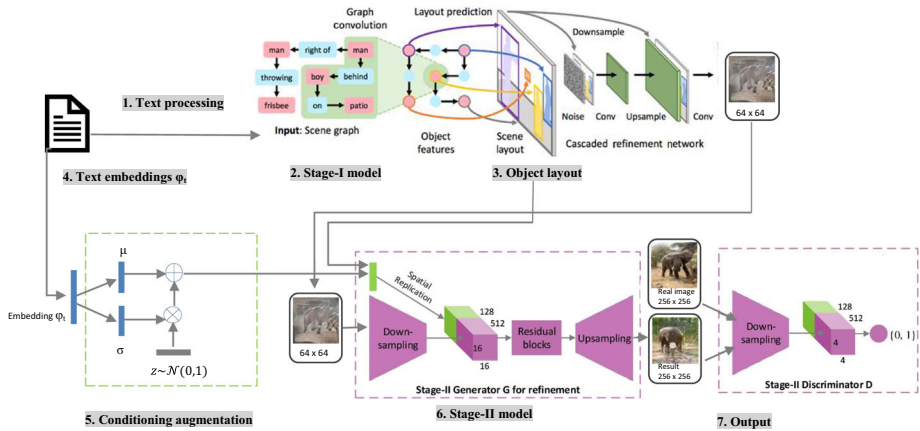 Graph
convolution
Layout prediction
Downsample
man
right of
man
throwing
boy
behind
frisbee
on
patio
Input: Scene graph
Object
features
Scene
layout
Noise
Conv
Upsample
Conv
Cascaded refinement network
64 x 64
1. Text processing
2. Stage-I model
3. Object layout
4. Text embeddings φt
μ
σ
Embedding φt
z~N(0,1)
5. Conditioning augmentation
64 x 64
Spatial
Replication
Down-
sampling
128
512
16
16
Residual
blocks
Upsampling
Stage-II Generator G for refinement
6. Stage-II model
Real image
256 x 256
Result
256 x 256
Down-
sampling
128
512
4
4
{0, 1}
Stage-II Discriminator D
7. Output